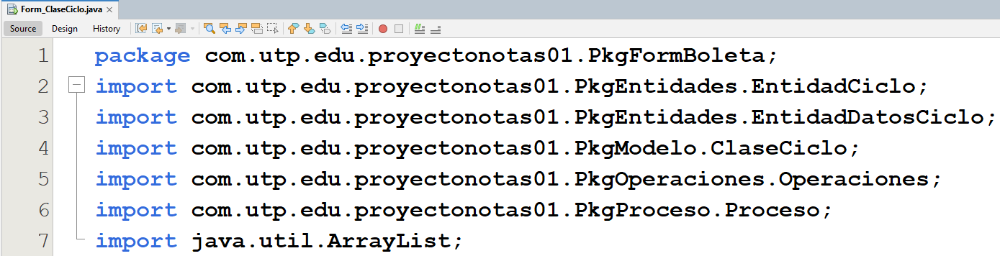 Form_ClaseCiclo.java
Source Design History
1 package com.utp.edu.proyectonotas01.PkgFormBoleta;
2 import com.utp.edu.proyectonotas01.PkgEntidades.EntidadCiclo;
3 import com.utp.edu.proyectonotas01.PkgEntidades.EntidadDatosCiclo;
4 import com.utp.edu.proyectonotas01.PkgModelo.ClaseCiclo;
5 import com.utp.edu.proyectonotas01.PkgOperaciones.Operaciones;
6 import com.utp.edu.proyectonotas01.PkgProceso.Proceso;
7 import java.util.ArrayList;